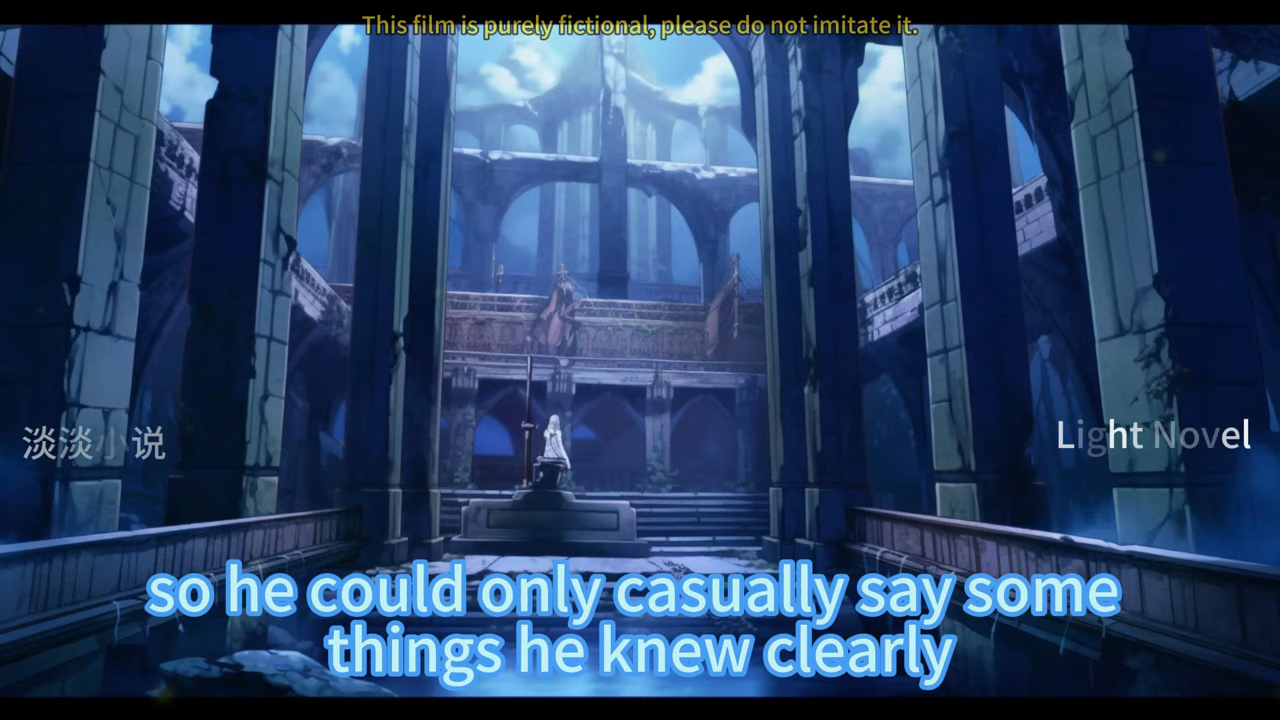 This film is purely fictional, please do not imitate it.
淡淡小说
Light Novel
so he could only casually say some
things he knew clearly